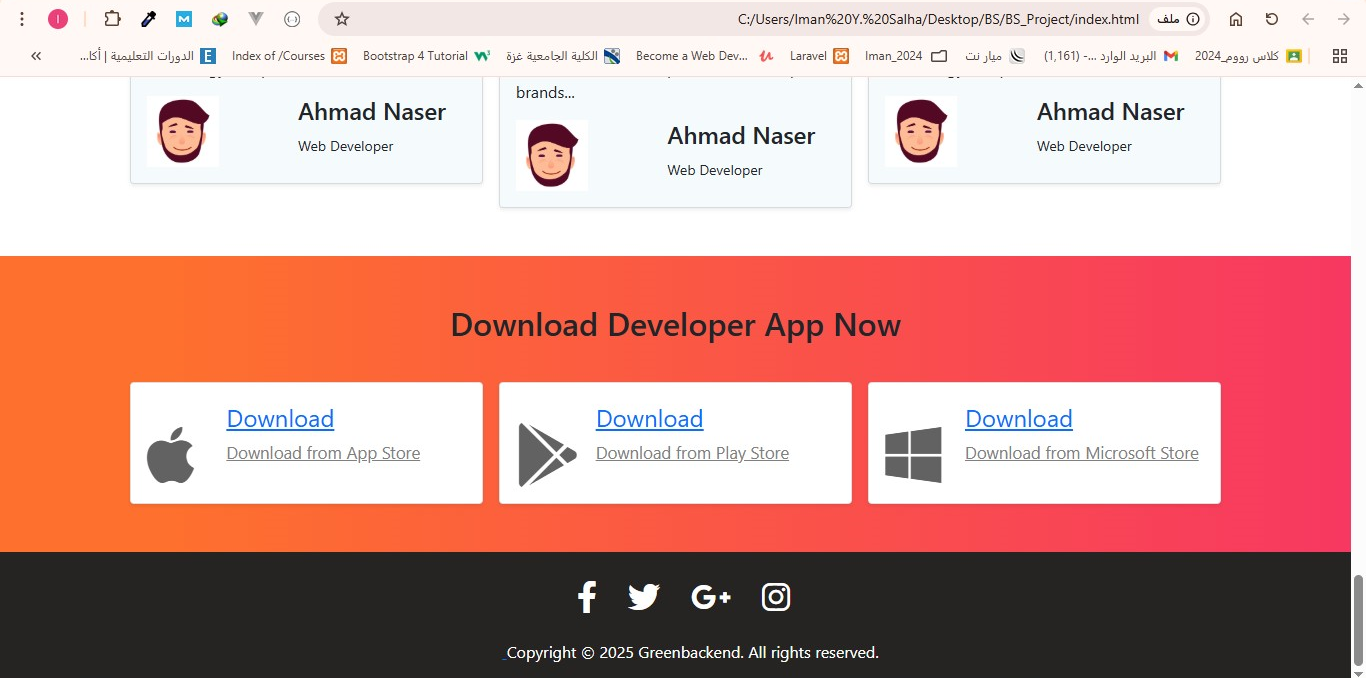 I
M
C:/Users/Iman%20Y.%20Salha/Desktop/BS/BS_Project/index.html
ملف
الدورات التعليمية | أكا...
E
Index of /Courses
Bootstrap 4 Tutorial
الكلية الجامعية غزة
Become a Web Dev...
Laravel
Iman_2024
ميار نت
البريد الوارد ...- (1,161)
كلاس رووم_2024
brands...
Ahmad Naser
Web Developer
Ahmad Naser
Web Developer
Ahmad Naser
Web Developer
Download Developer App Now
Download
Download from App Store
Download
Download from Play Store
Download
Download from Microsoft Store
Copyright © 2025 Greenbackend. All rights reserved.